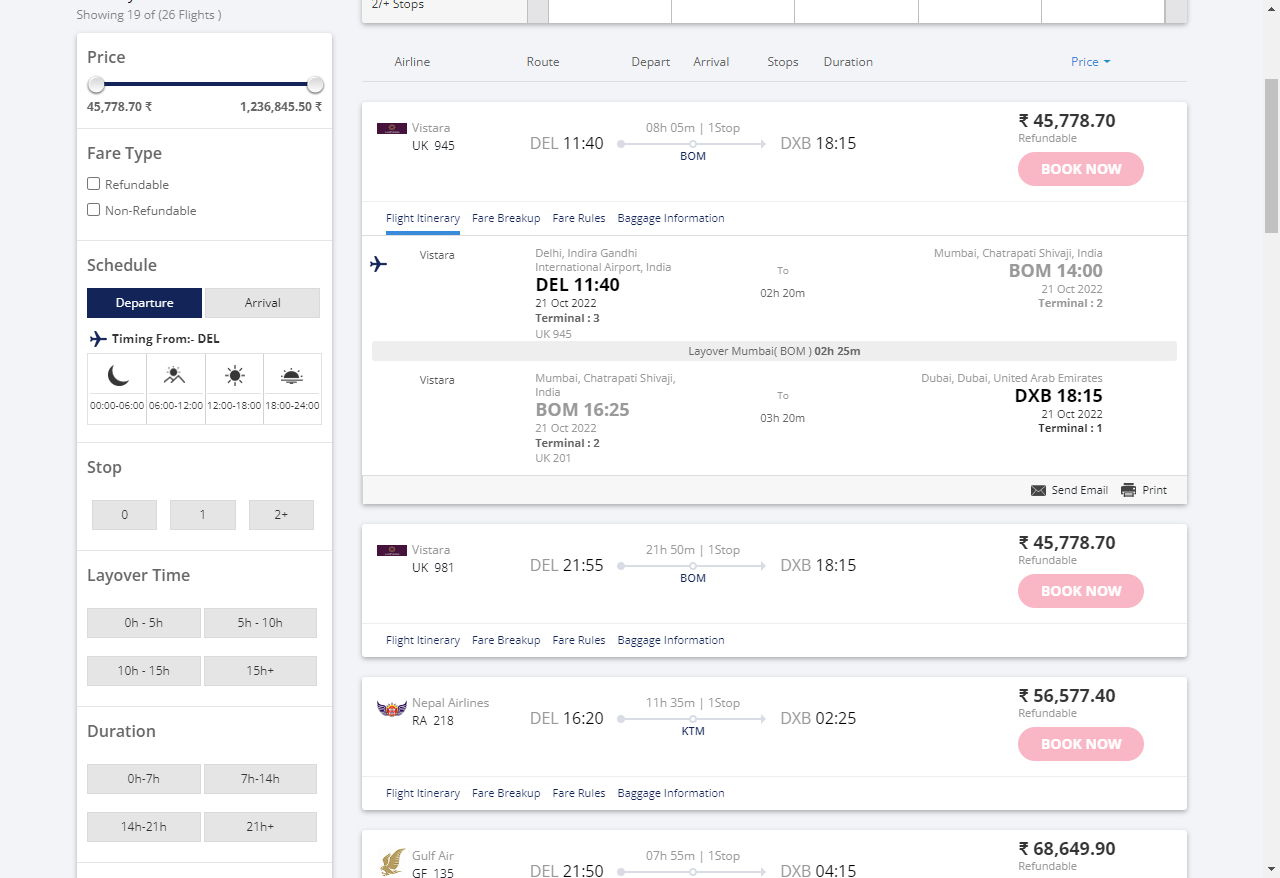 Showing 19 of (26 Flights )
Price
45,778.70 ₹ 1,236,845.50 ₹
Fare Type
Refundable
Non-Refundable
Schedule
Departure Arrival
Timing From:- DEL
00:00-06:00 06:00-12:00 12:00-18:00 18:00-24:00
Stop
0 1 2+
Layover Time
0h - 5h 5h - 10h
10h - 15h 15h+
Duration
0h-7h 7h-14h
14h-21h 21h+
2/+ Stops
Airline Route Depart Arrival Stops Duration Price
Vistara
UK 945
DEL 11:40
08h 05m | 1Stop
BOM
DXB 18:15
₹ 45,778.70
Refundable
BOOK NOW
Flight Itinerary Fare Breakup Fare Rules Baggage Information
Vistara
Delhi, Indira Gandhi
International Airport, India
DEL 11:40
21 Oct 2022
Terminal : 3
UK 945
To
02h 20m
Mumbai, Chatrapati Shivaji, India
BOM 14:00
21 Oct 2022
Terminal : 2
Layover Mumbai( BOM ) 02h 25m
Vistara
Mumbai, Chatrapati Shivaji,
India
BOM 16:25
21 Oct 2022
Terminal : 2
UK 201
To
03h 20m
Dubai, Dubai, United Arab Emirates
DXB 18:15
21 Oct 2022
Terminal : 1
Send Email Print
Vistara
UK 981
DEL 21:55
21h 50m | 1Stop
BOM
DXB 18:15
₹ 45,778.70
Refundable
BOOK NOW
Flight Itinerary Fare Breakup Fare Rules Baggage Information
Nepal Airlines
RA 218
DEL 16:20
11h 35m | 1Stop
KTM
DXB 02:25
₹ 56,577.40
Refundable
BOOK NOW
Flight Itinerary Fare Breakup Fare Rules Baggage Information
Gulf Air
GF 135
DEL 21:50
07h 55m | 1Stop
DXB 04:15
₹ 68,649.90
Refundable